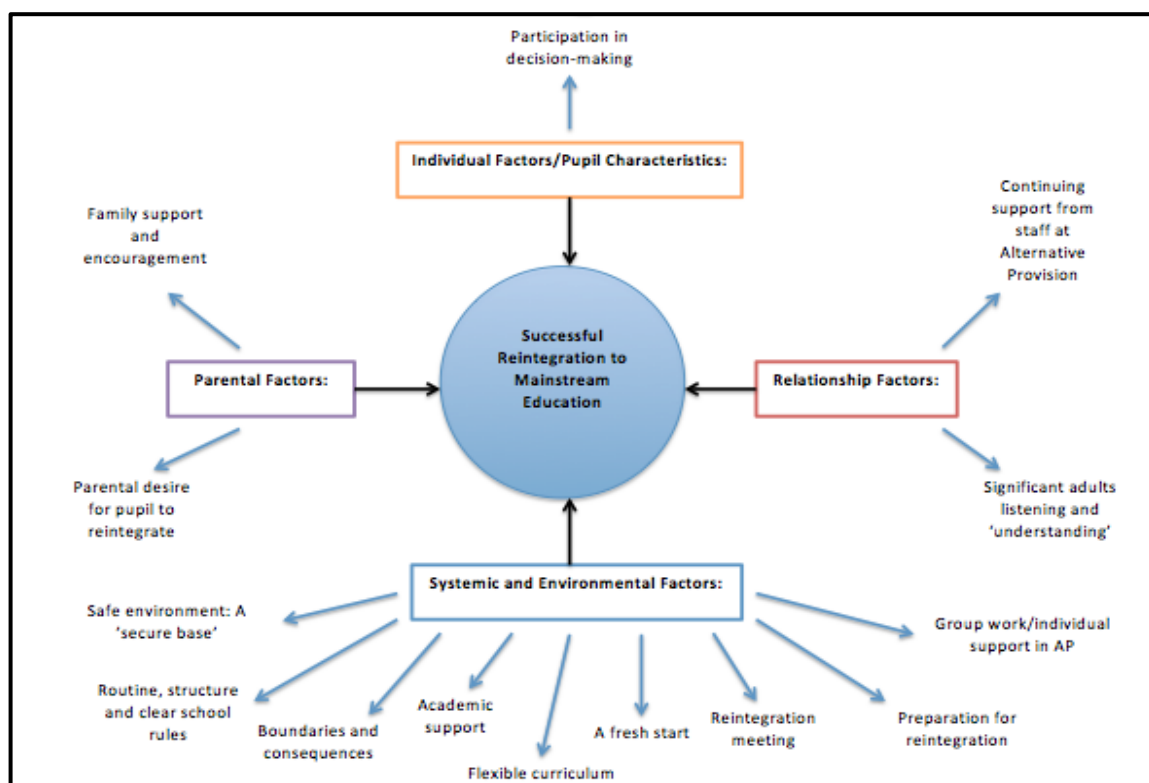 Participation in
decision-making
Individual Factors/Pupil Characteristics:
Family support
and
encouragement
Continuing
support from
staff at
Alternative
Provision
Successful
Reintegration to
Mainstream
Education
Parental Factors:
Relationship Factors:
Parental desire
for pupil to
reintegrate
Significant adults
listening and
‘understanding’
Systemic and Environmental Factors:
Safe environment: A
‘secure base’
Routine, structure
and clear school
rules
Boundaries and
consequences
Academic
support
Flexible curriculum
A fresh start
Reintegration
meeting
Preparation for
reintegration
Group work/individual
support in AP